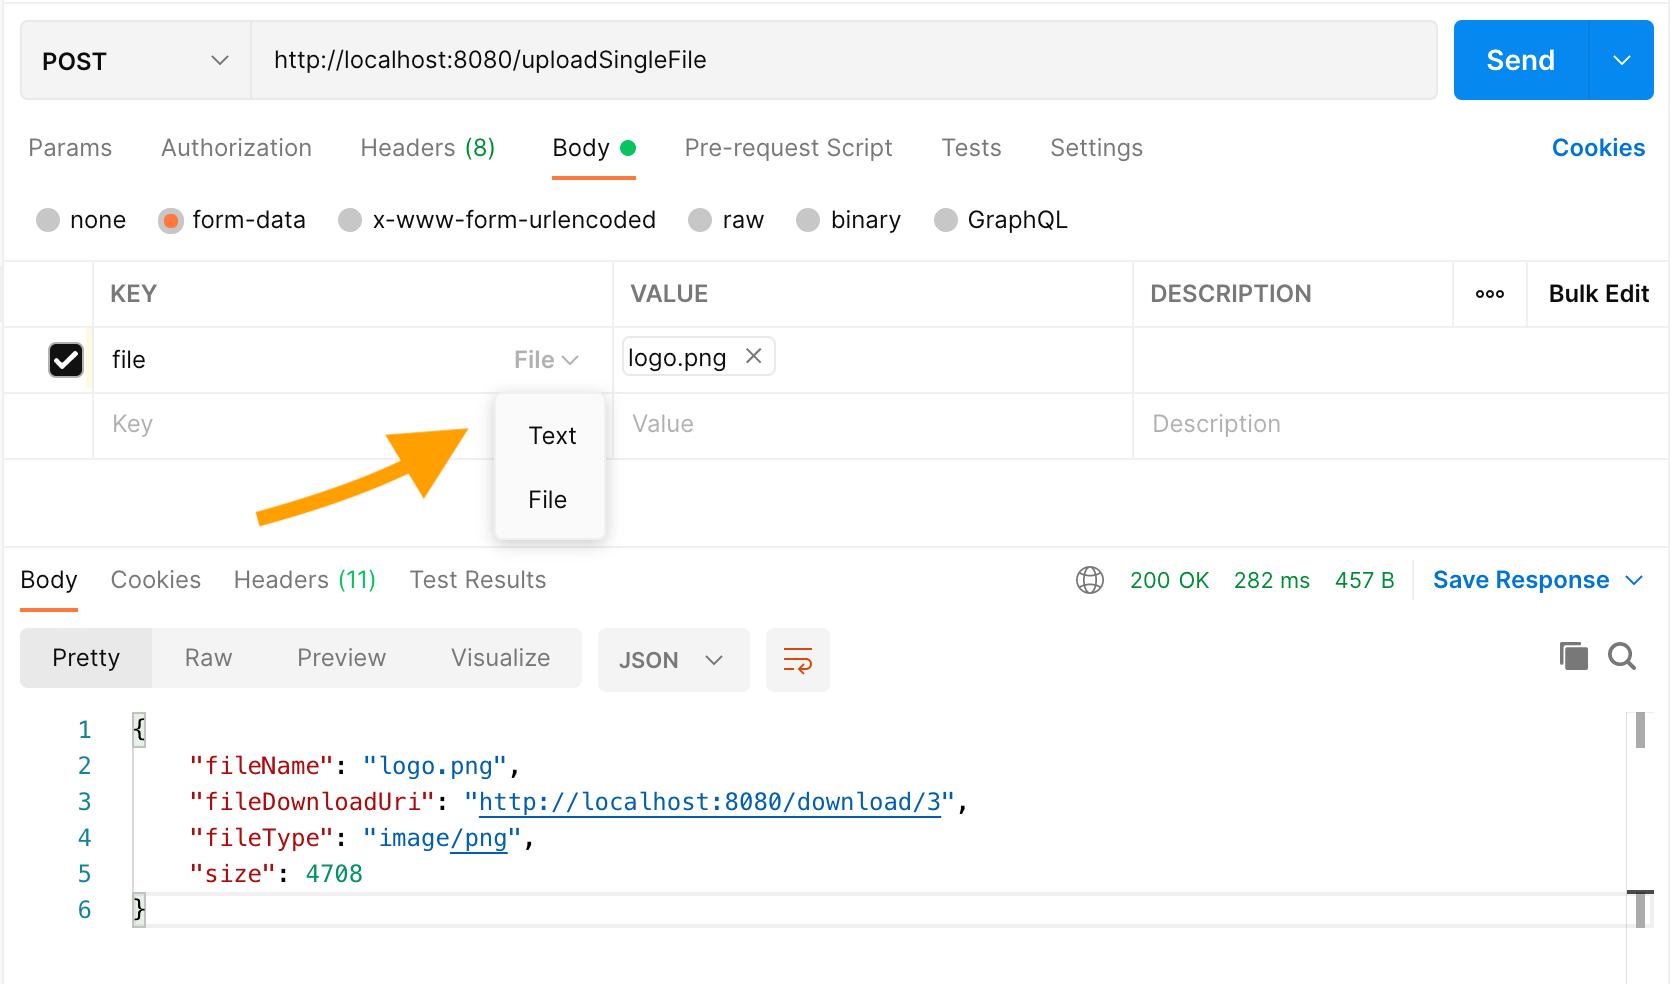 POST http://localhost:8080/uploadSingleFile Send
Params Authorization Headers (8) Body Pre-request Script Tests Settings Cookies
none form-data x-www-form-urlencoded raw binary GraphQL
KEY VALUE DESCRIPTION ooo Bulk Edit
file File logo.png
Key Value Description
Text
File
Body Cookies Headers (11) Test Results 200 OK 282 ms 457 B Save Response
Pretty Raw Preview Visualize JSON
1 {
2 "fileName": "logo.png",
3 "fileDownloadUri": "http://localhost:8080/download/3",
4 "fileType": "image/png",
5 "size": 4708
6 }